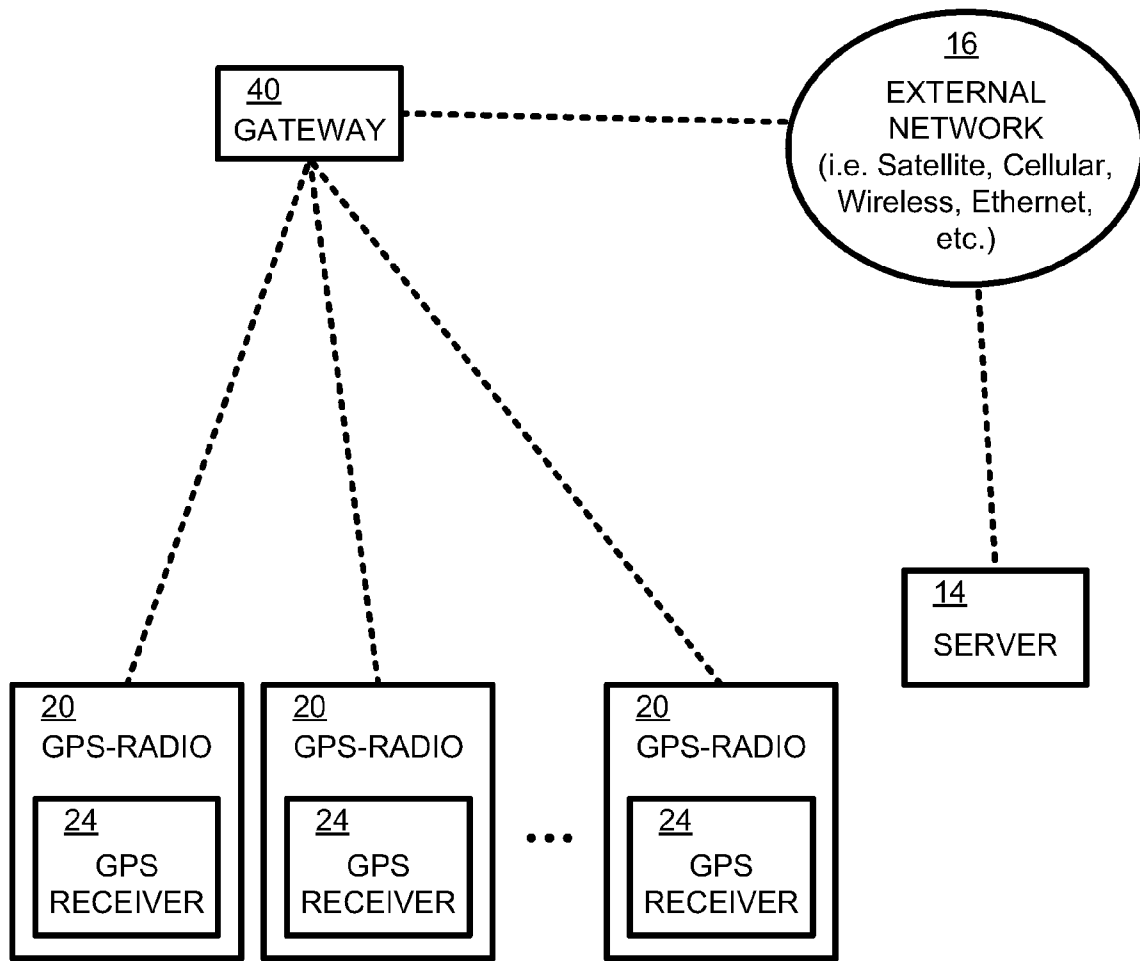 40
GATEWAY
16
EXTERNAL
NETWORK
(i.e. Satellite, Cellular,
Wireless, Ethernet,
etc.)
14
SERVER
20
GPS-RADIO
24
GPS
RECEIVER
20
GPS-RADIO
24
GPS
RECEIVER
...
20
GPS-RADIO
24
GPS
RECEIVER